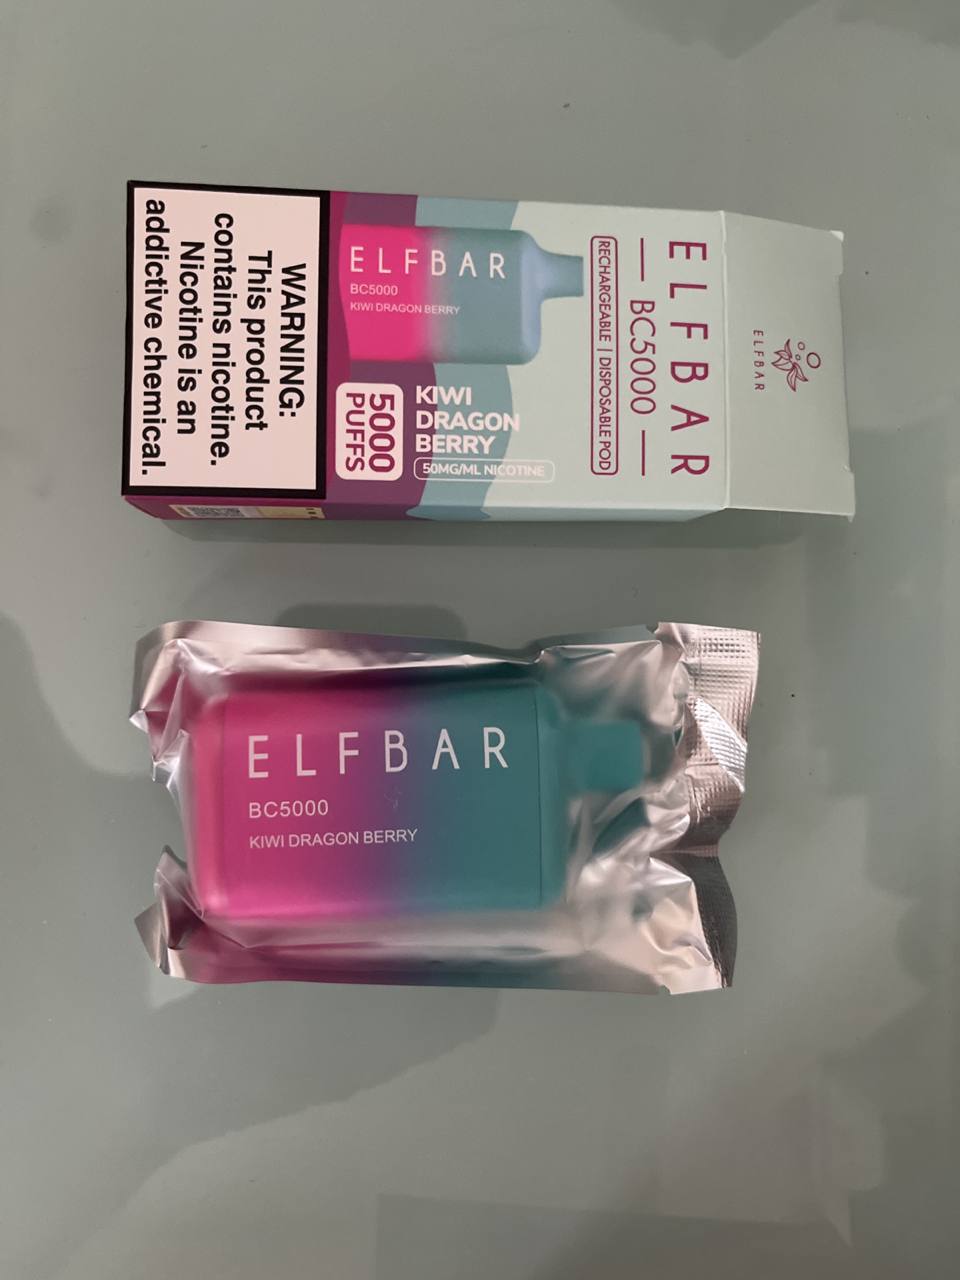 ELFBAR
ELFBAR
— BC5000 —
RECHARGEABLE | DISPOSABLE POD
ELFBAR
BC5000
KIWI DRAGON BERRY
KIWI
DRAGON
BERRY
50MG/ML NICOTINE
5000
PUFFS
WARNING:
This product
contains nicotine.
Nicotine is an
addictive chemical.
ELFBAR
BC5000
KIWI DRAGON BERRY